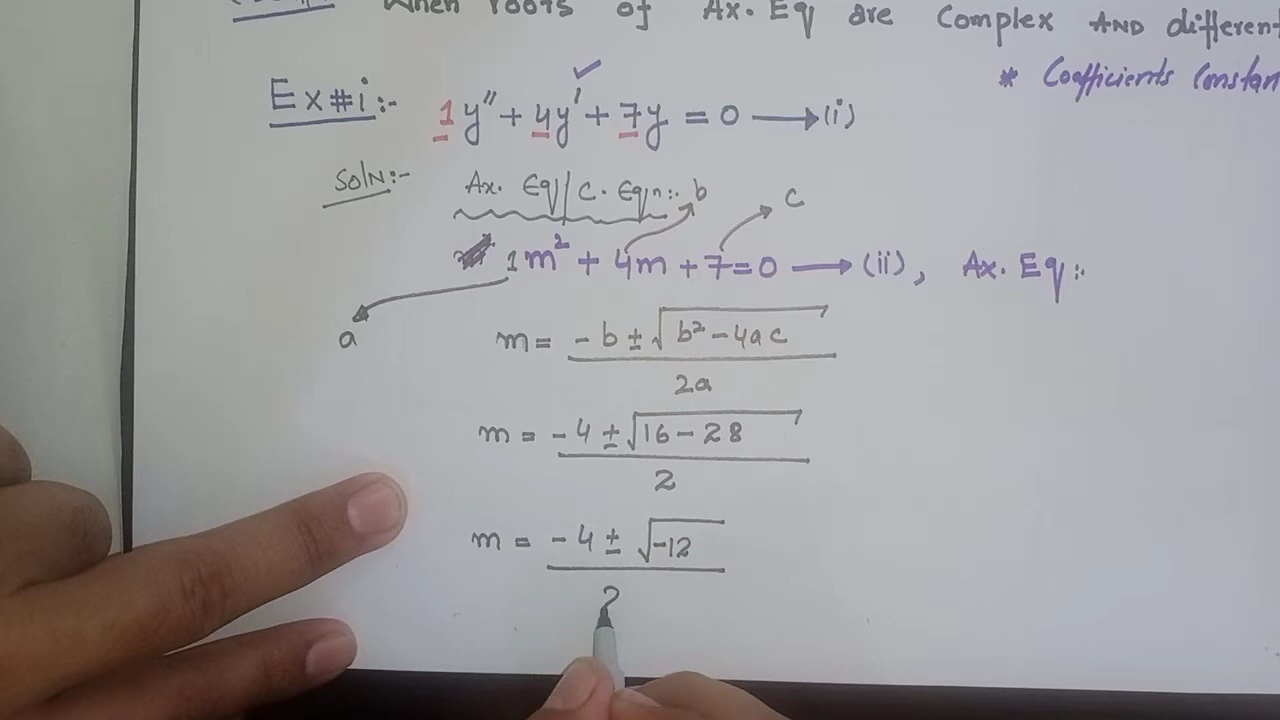 When roots of Ax. Eq are Complex AND different
* Coefficients Constan
Ex#i:- 1y" + 4y' + 7y = 0 → (i)
Soln:- Ax. Eq/C. Eqn:- b c
1m² + 4m + 7 = 0 → (ii), Ax. Eq:-
a
m = -b ± √(b² - 4ac) / 2a
m = -4 ± √(16 - 28) / 2
m = -4 ± √(-12) / 2